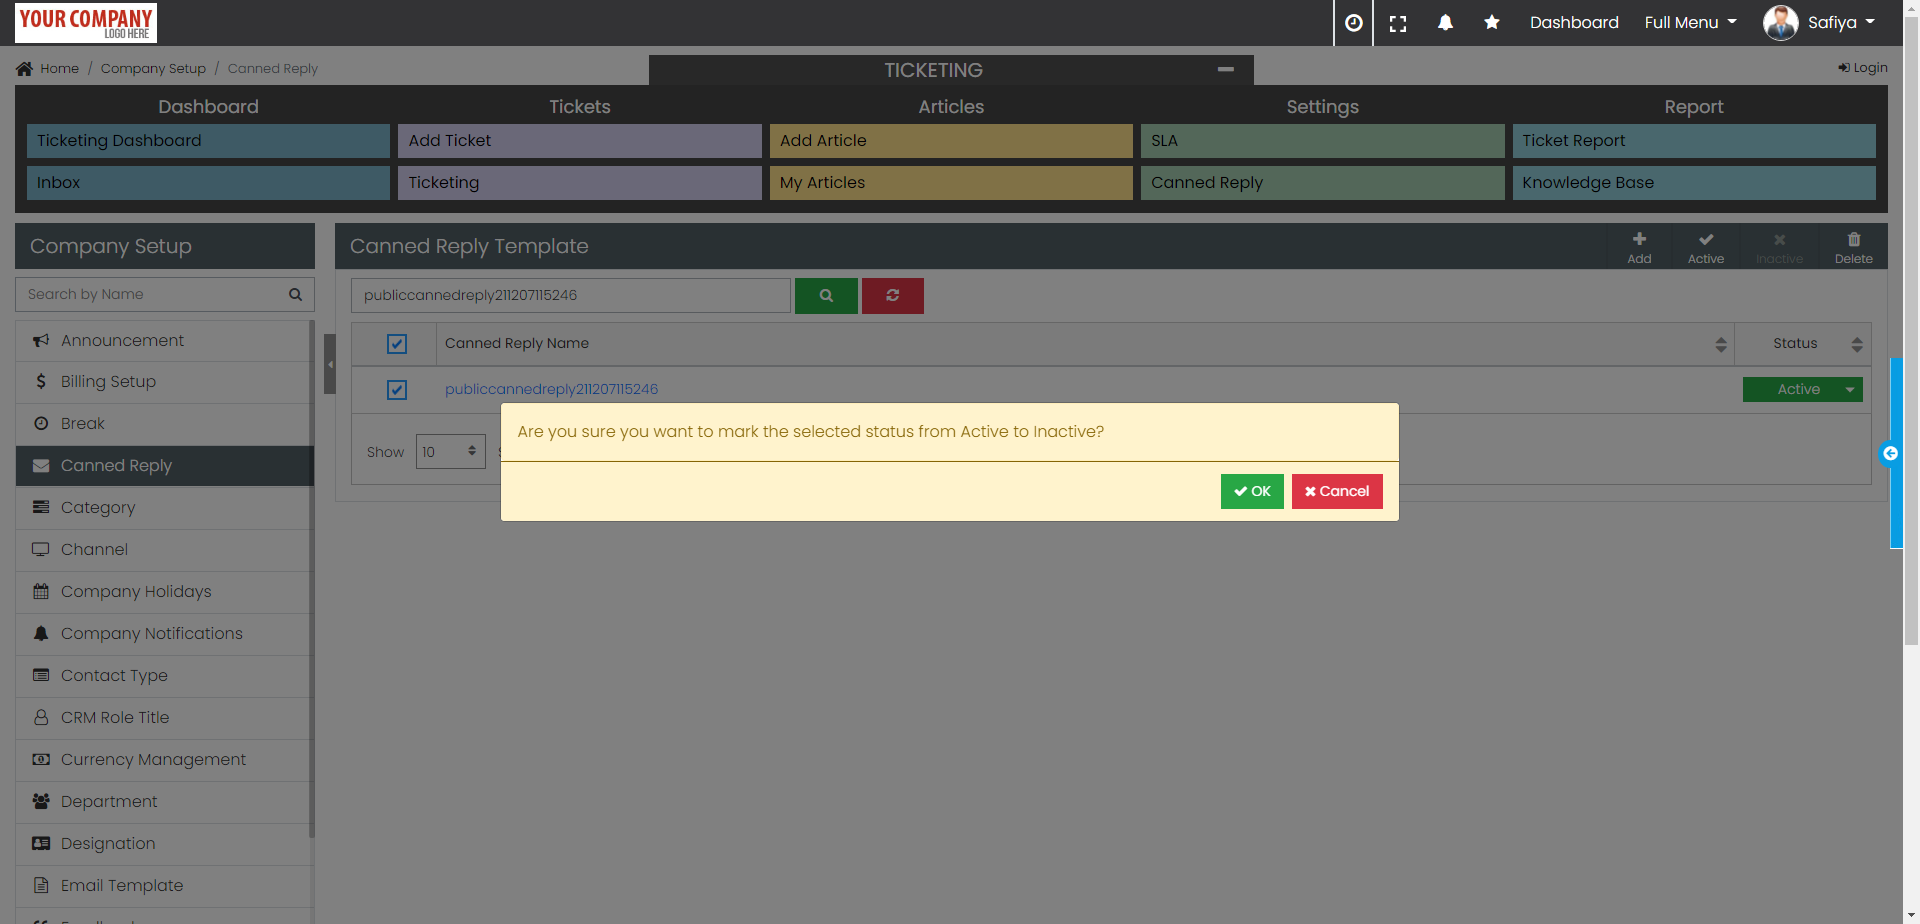 YOUR COMPANY
LOGO HERE
Dashboard
Full Menu
Safiya
Home / Company Setup / Canned Reply
TICKETING
Login
Dashboard
Tickets
Articles
Settings
Report
Ticketing Dashboard
Add Ticket
Add Article
SLA
Ticket Report
Inbox
Ticketing
My Articles
Canned Reply
Knowledge Base
Company Setup
Canned Reply Template
Add
Active
Inactive
Delete
Search by Name
publiccannedreply211207115246
Canned Reply Name
Status
publiccannedreply211207115246
Active
Are you sure you want to mark the selected status from Active to Inactive?
OK
Cancel
Show 10
Announcement
Billing Setup
Break
Canned Reply
Category
Channel
Company Holidays
Company Notifications
Contact Type
CRM Role Title
Currency Management
Department
Designation
Email Template